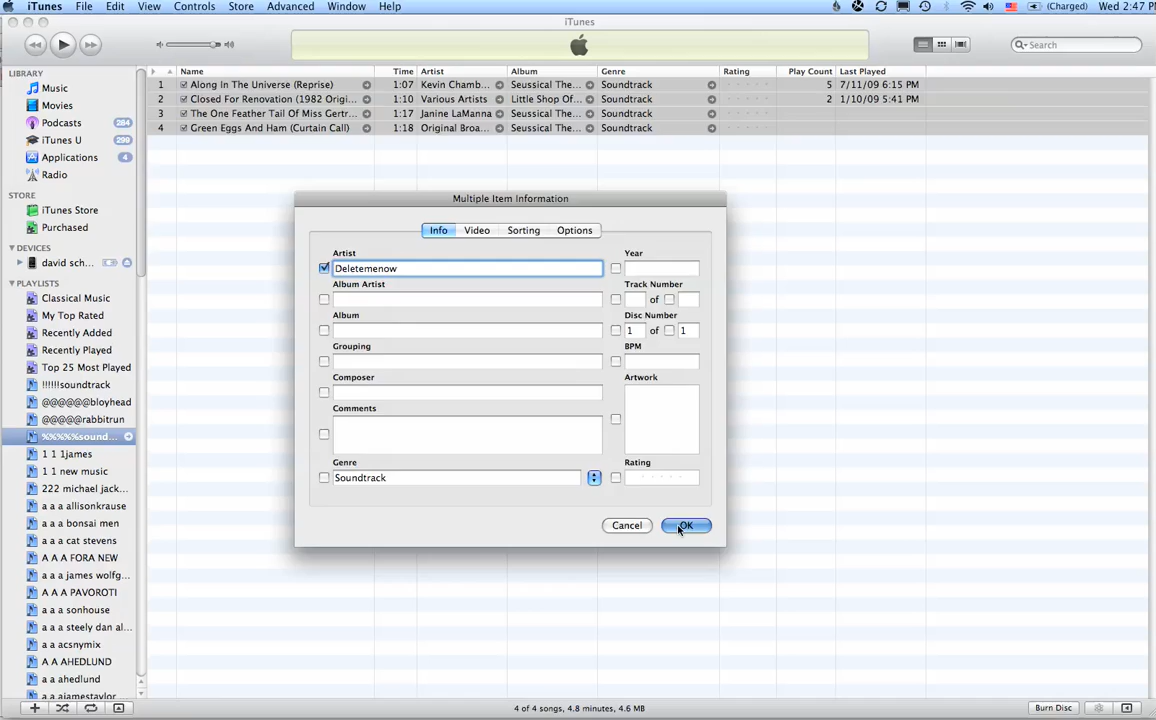 iTunes File Edit View Controls Store Advanced Window Help (Charged) Wed 2:47 P
iTunes
Search
LIBRARY
Music
Movies
Podcasts 284
iTunes U 290
Applications 4
Radio
STORE
iTunes Store
Purchased
DEVICES
david sch...
PLAYLISTS
Classical Music
My Top Rated
Recently Added
Recently Played
Top 25 Most Played
!!!!!!soundtrack
@@@@@@bloyhead
@@@@@rabbitrun
%%%%%sound...
1 1 1james
1 1 new music
222 michael jack...
a a a allisonkrause
a a a bonsai men
a a a cat stevens
A A A FORA NEW
a a a james wolfg...
A A A PAVOROTI
a a a sonhouse
a a a steely dan al...
a a acsnymix
A A AHEDLUND
a a ahedlund
a a aiamestaylor
Name Time Artist Album Genre Rating Play Count Last Played
1 Along In The Universe (Reprise) 1:07 Kevin Chamb... Seussical The... Soundtrack 5 7/11/09 6:15 PM
2 Closed For Renovation (1982 Origi... 1:10 Various Artists Little Shop Of... Soundtrack 2 1/10/09 5:41 PM
3 The One Feather Tail Of Miss Gertr... 1:17 Janine LaManna Seussical The... Soundtrack
4 Green Eggs And Ham (Curtain Call) 1:18 Original Broa... Seussical The... Soundtrack
Multiple Item Information
Info Video Sorting Options
Artist Year
Deletemenow
Album Artist Track Number
of
Album Disc Number
1 of 1
Grouping BPM
Composer Artwork
Comments
Genre Rating
Soundtrack
Cancel OK
4 of 4 songs, 4.8 minutes, 4.6 MB
Burn Disc